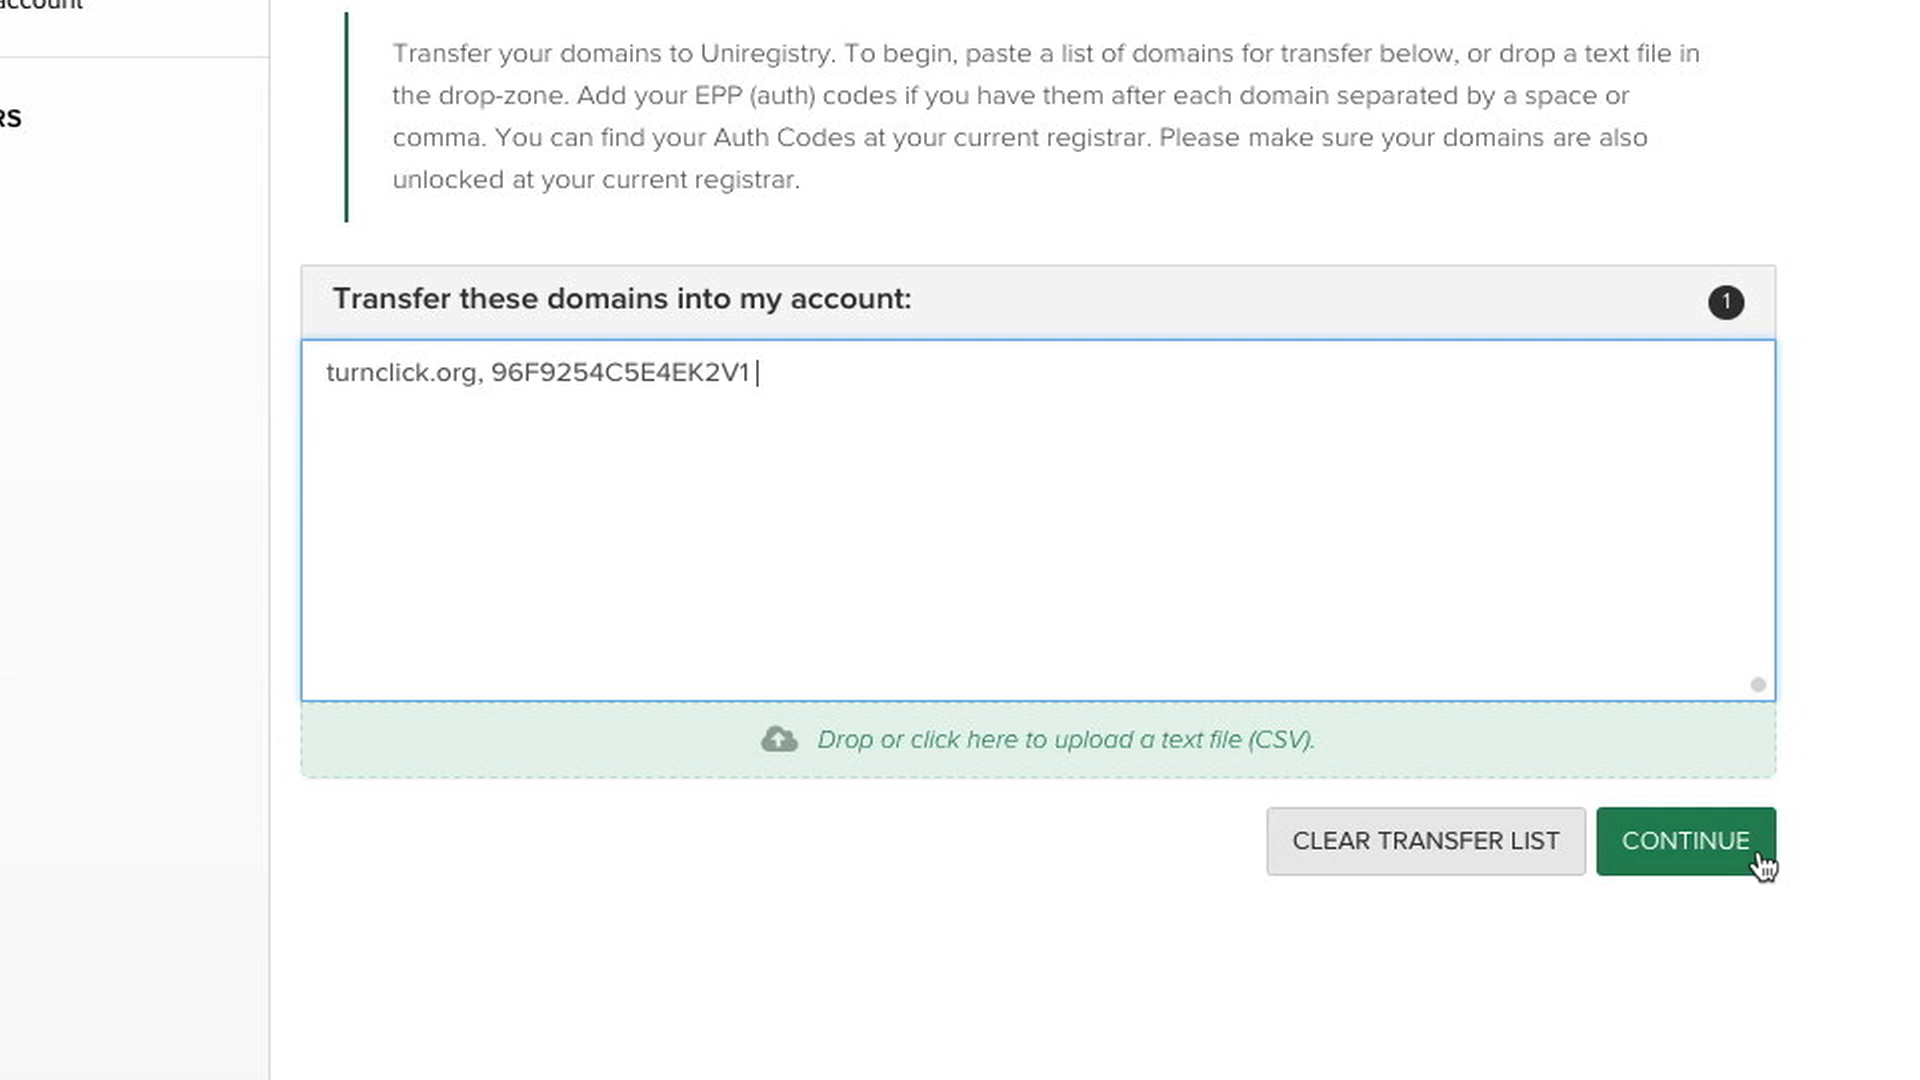 account
RS
Transfer your domains to Uniregistry. To begin, paste a list of domains for transfer below, or drop a text file in
the drop-zone. Add your EPP (auth) codes if you have them after each domain separated by a space or
comma. You can find your Auth Codes at your current registrar. Please make sure your domains are also
unlocked at your current registrar.
Transfer these domains into my account:
1
turnclick.org, 96F9254C5E4EK2V1
Drop or click here to upload a text file (CSV).
CLEAR TRANSFER LIST
CONTINUE